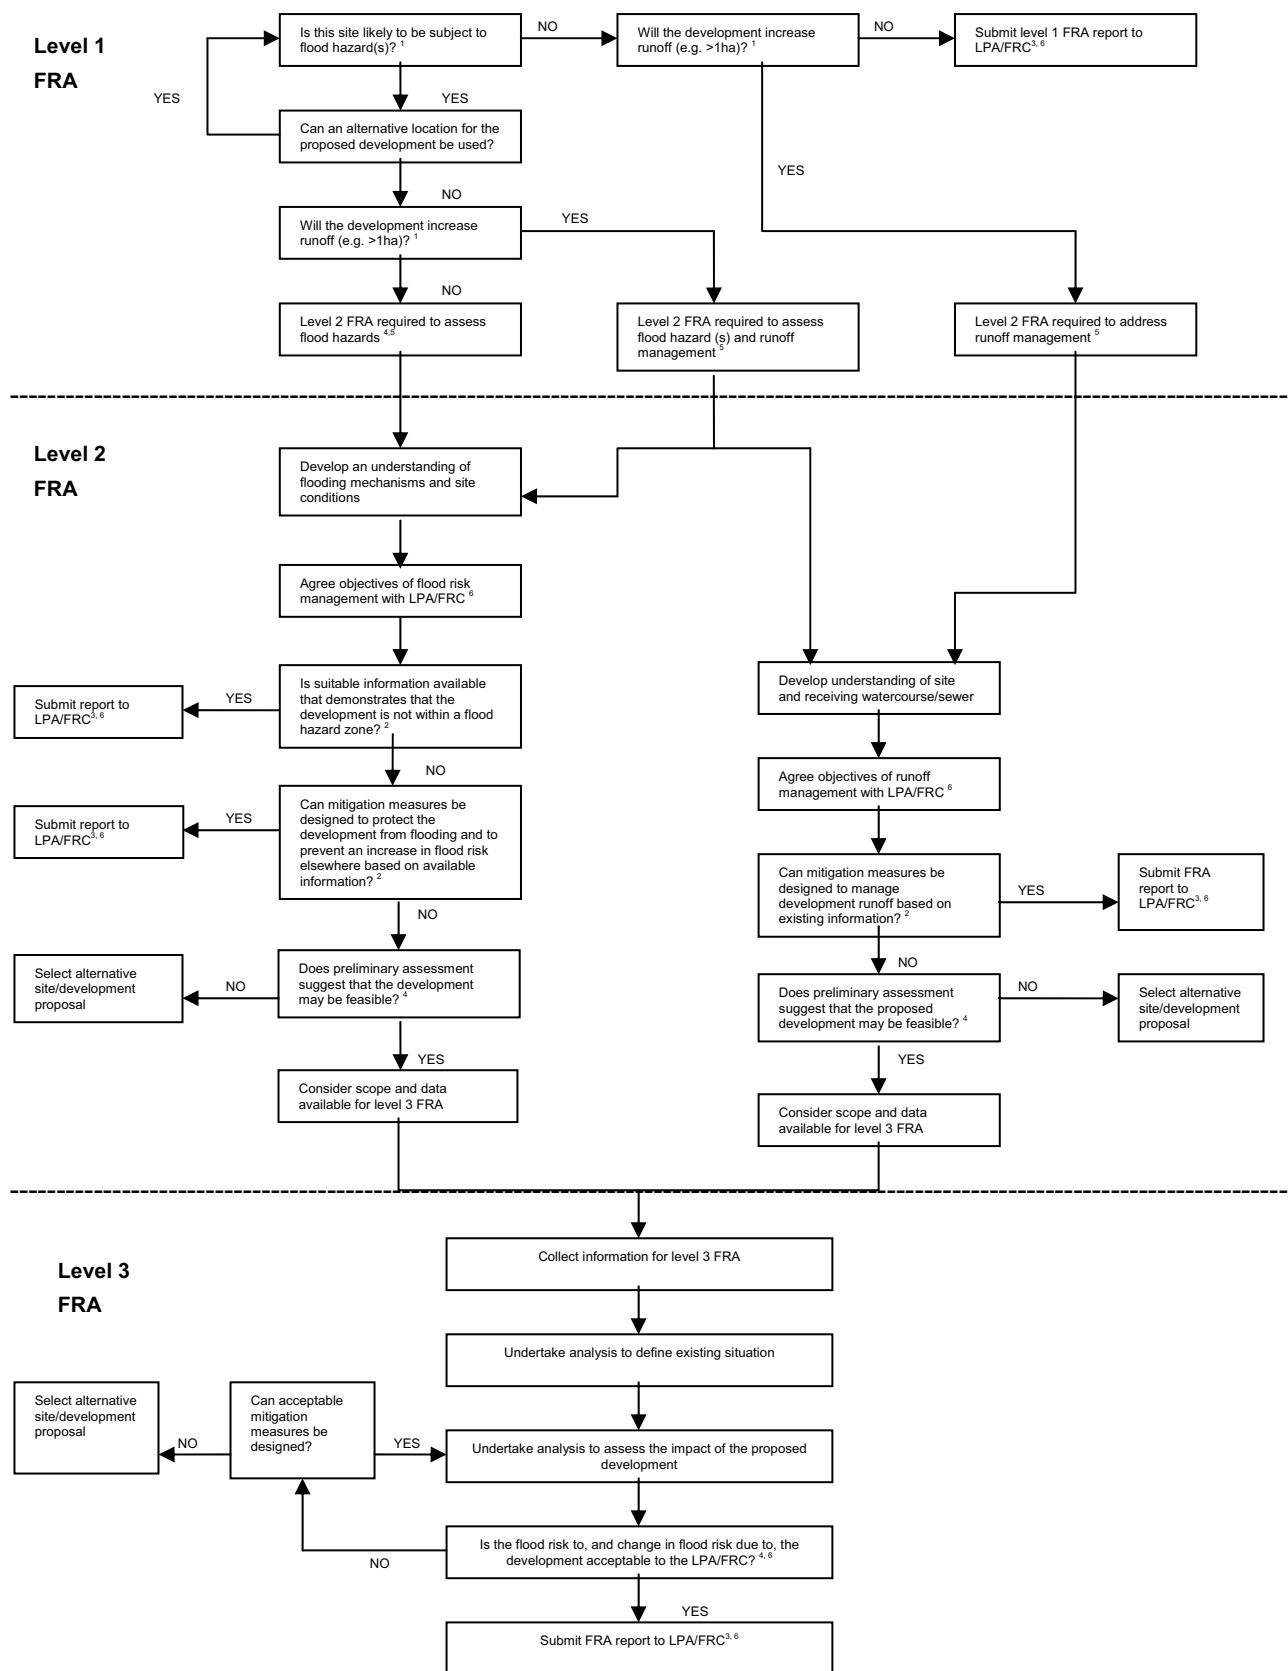 Level 1
FRA
Is this site likely to be subject to
flood hazard(s)? 1
NO
Will the development increase
runoff (e.g. >1ha)? 1
NO
Submit level 1 FRA report to
LPA/FRC3, 6
YES
YES
Can an alternative location for the
proposed development be used?
YES
NO
Will the development increase
runoff (e.g. >1ha)? 1
YES
NO
Level 2 FRA required to assess
flood hazards 4,5
Level 2 FRA required to assess
flood hazard (s) and runoff
management 5
Level 2 FRA required to address
runoff management 5
Level 2
FRA
Develop an understanding of
flooding mechanisms and site
conditions
Agree objectives of flood risk
management with LPA/FRC 6
Is suitable information available
that demonstrates that the
development is not within a flood
hazard zone? 2
YES
Submit report to
LPA/FRC3, 6
NO
Can mitigation measures be
designed to protect the
development from flooding and to
prevent an increase in flood risk
elsewhere based on available
information? 2
YES
Submit report to
LPA/FRC3, 6
NO
Does preliminary assessment
suggest that the development
may be feasible? 4
NO
Select alternative
site/development
proposal
YES
Consider scope and data
available for level 3 FRA
Develop understanding of site
and receiving watercourse/sewer
Agree objectives of runoff
management with LPA/FRC 6
Can mitigation measures be
designed to manage
development runoff based on
existing information? 2
YES
Submit FRA
report to
LPA/FRC3, 6
NO
Does preliminary assessment
suggest that the proposed
development may be feasible? 4
NO
Select alternative
site/development
proposal
YES
Consider scope and data
available for level 3 FRA
Level 3
FRA
Collect information for level 3 FRA
Undertake analysis to define existing situation
Select alternative
site/development
proposal
NO
Can acceptable
mitigation
measures be
designed?
YES
Undertake analysis to assess the impact of the proposed
development
Is the flood risk to, and change in flood risk due to, the
development acceptable to the LPA/FRC? 4, 6
NO
YES
Submit FRA report to LPA/FRC3, 6